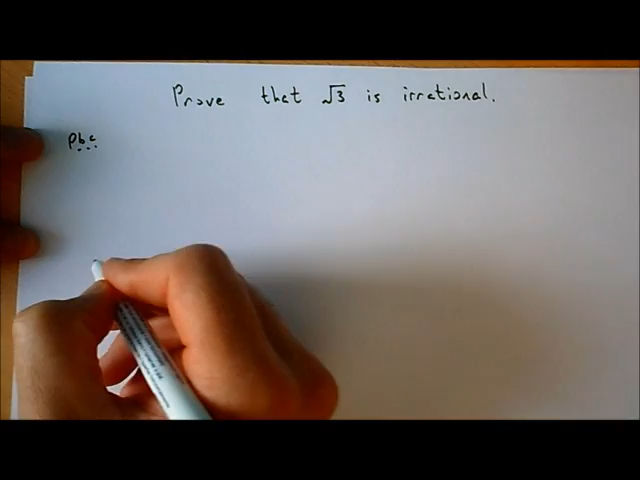 Prove that √3 is irrational.
Pbc